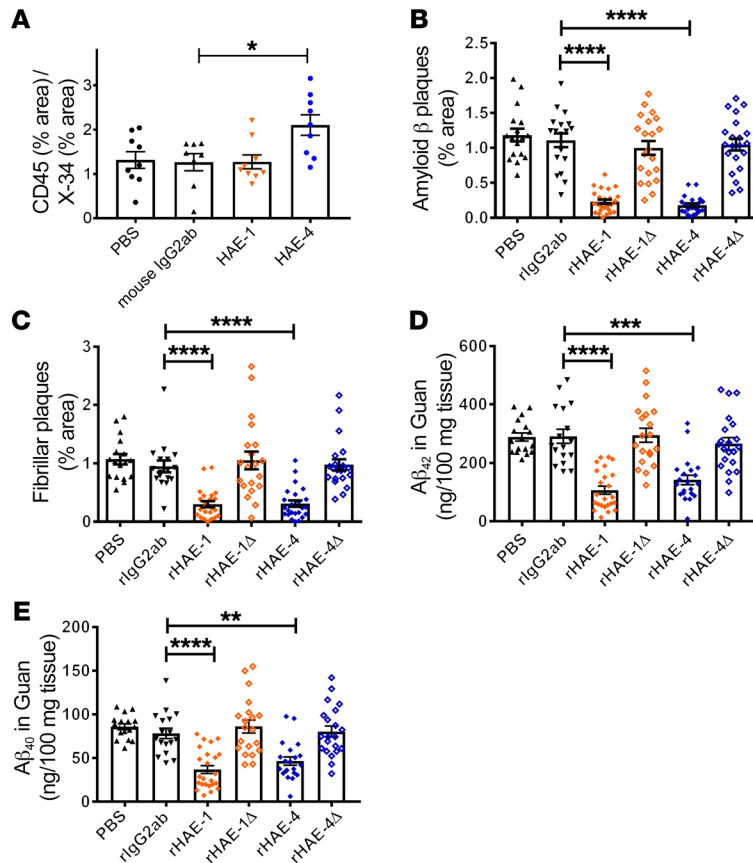 A
CD45 (% area) /
X-34 (% area)
3
2
1
0
*
PBS
mouse IgG2ab
HAE-1
HAE-4
B
Amyloid β plaques
(% area)
2.5
2.0
1.5
1.0
0.5
0.0
****
****
PBS
rIgG2ab
rHAE-1
rHAE-1Δ
rHAE-4
rHAE-4Δ
C
Fibrillar plaques
(% area)
3
2
1
0
****
****
PBS
rIgG2ab
rHAE-1
rHAE-1Δ
rHAE-4
rHAE-4Δ
D
Aβ42 in Guan
(ng/100 mg tissue)
600
400
200
0
***
****
PBS
rIgG2ab
rHAE-1
rHAE-1Δ
rHAE-4
rHAE-4Δ
E
Aβ40 in Guan
(ng/100 mg tissue)
200
150
100
50
0
**
****
PBS
rIgG2ab
rHAE-1
rHAE-1Δ
rHAE-4
rHAE-4Δ